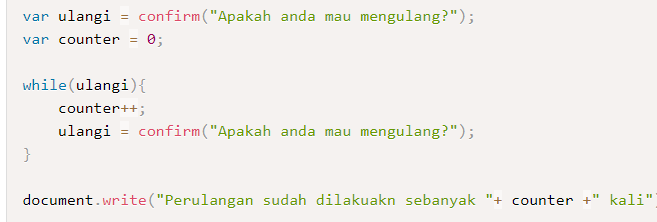 var ulangi = confirm("Apakah anda mau mengulang?");
var counter = 0;
while(ulangi){
counter++;
ulangi = confirm("Apakah anda mau mengulang?");
}
document.write("Perulangan sudah dilakuakn sebanyak "+ counter +" kali")